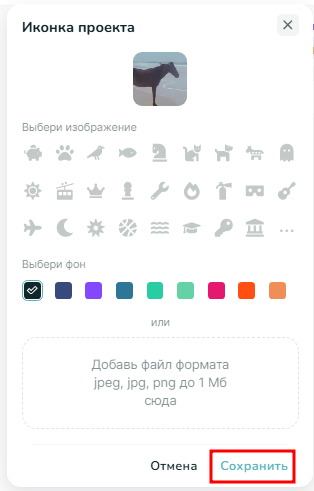 Иконка проекта
Выбери изображение
Выбери фон
или
Добавь файл формата
jpeg, jpg, png до 1 Мб
сюда
Отмена Сохранить